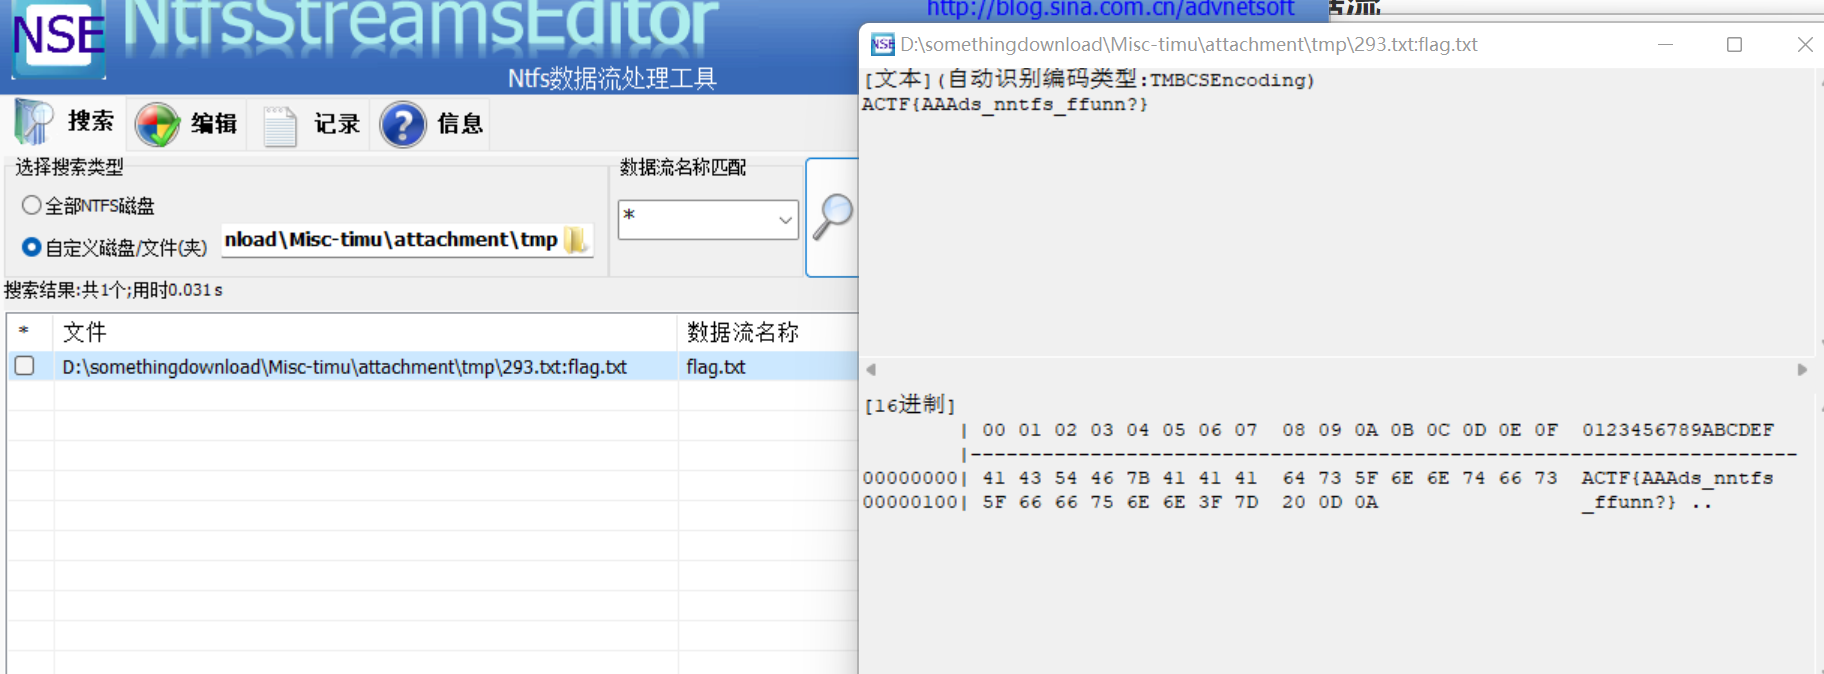 NtfsStreamsEditor
NSE
Ntfs数据流处理工具
http://blog.sina.com.cn/advnetsoft
搜索
编辑
记录
信息
选择搜索类型
全部NTFS磁盘
自定义磁盘/文件(夹)
nload\Misc-timu\attachment\tmp
数据流名称匹配
*
搜索结果:共1个;用时0.031s
* 文件 数据流名称
D:\somethingdownload\Misc-timu\attachment\tmp\293.txt:flag.txt flag.txt
NSE D:\somethingdownload\Misc-timu\attachment\tmp\293.txt:flag.txt
[文本](自动识别编码类型:TMBCSEncoding)
ACTF{AAAds_nntfs_ffunn?}
[16进制]
| 00 01 02 03 04 05 06 07 08 09 0A 0B 0C 0D 0E 0F 0123456789ABCDEF
|---------------------------------------------------------------------
00000000| 41 43 54 46 7B 41 41 41 64 73 5F 6E 6E 74 66 73 ACTF{AAAds_nntfs
00000100| 5F 66 66 75 6E 6E 3F 7D 20 0D 0A _ffunn?} ..